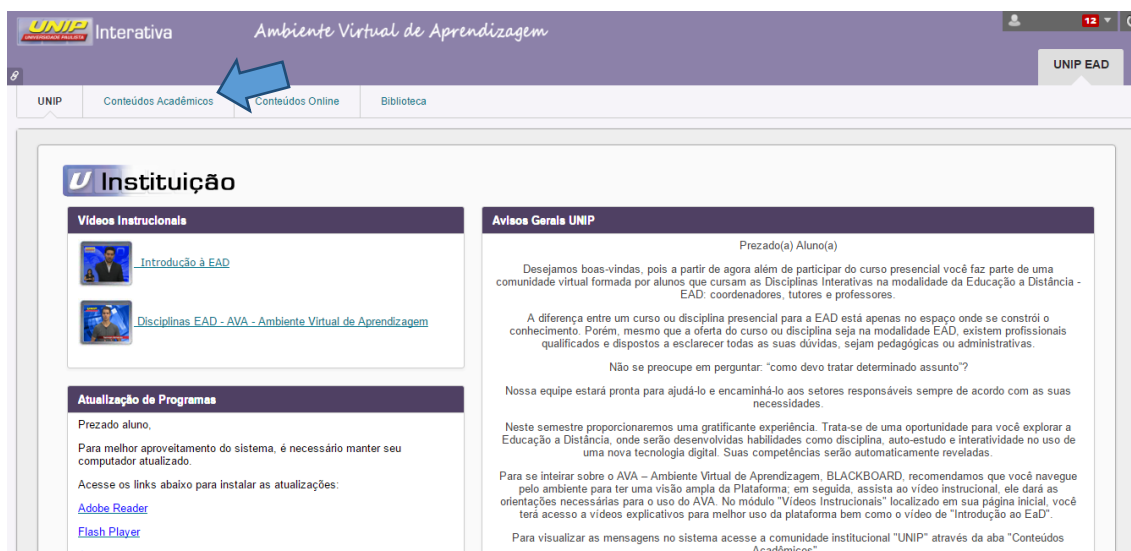 UNIP
UNIVERSIDADE PAULISTA
Interativa
Ambiente Virtual de Aprendizagem
12
UNIP EAD
UNIP
Conteúdos Acadêmicos
Conteúdos Online
Biblioteca
U Instituição
Vídeos Instrucionais
Introdução à EAD
Disciplinas EAD - AVA - Ambiente Virtual de Aprendizagem
Atualização de Programas
Prezado aluno,
Para melhor aproveitamento do sistema, é necessário manter seu
computador atualizado.
Acesse os links abaixo para instalar as atualizações:
Adobe Reader
Flash Player
Avisos Gerais UNIP
Prezado(a) Aluno(a)
Desejamos boas-vindas, pois a partir de agora além de participar do curso presencial você faz parte de uma
comunidade virtual formada por alunos que cursam as Disciplinas Interativas na modalidade da Educação a Distância -
EAD: coordenadores, tutores e professores.
A diferença entre um curso ou disciplina presencial para a EAD está apenas no espaço onde se constrói o
conhecimento. Porém, mesmo que a oferta do curso ou disciplina seja na modalidade EAD, existem profissionais
qualificados e dispostos a esclarecer todas as suas dúvidas, sejam pedagógicas ou administrativas.
Não se preocupe em perguntar: "como devo tratar determinado assunto"?
Nossa equipe estará pronta para ajudá-lo e encaminhá-lo aos setores responsáveis sempre de acordo com as suas
necessidades.
Neste semestre proporcionaremos uma gratificante experiência. Trata-se de uma oportunidade para você explorar a
Educação a Distância, onde serão desenvolvidas habilidades como disciplina, auto-estudo e interatividade no uso de
uma nova tecnologia digital. Suas competências serão automaticamente reveladas.
Para se inteirar sobre o AVA – Ambiente Virtual de Aprendizagem, BLACKBOARD, recomendamos que você navegue
pelo ambiente para ter uma visão ampla da Plataforma; em seguida, assista ao vídeo instrucional, ele dará as
orientações necessárias para o uso do AVA. No módulo "Vídeos Instrucionais" localizado em sua página inicial, você
terá acesso a vídeos explicativos para melhor uso da plataforma bem como o vídeo de "Introdução ao EaD".
Para visualizar as mensagens no sistema acesse a comunidade institucional "UNIP" através da aba "Conteúdos
Acadêmicos"